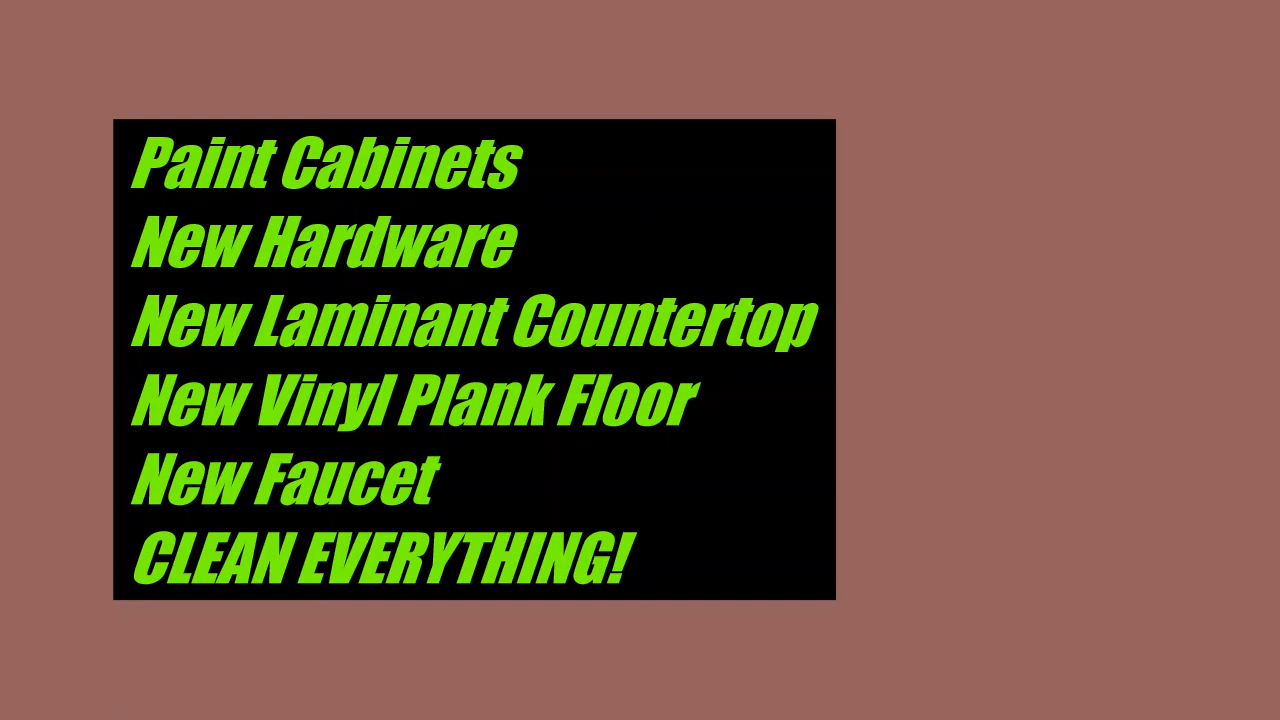 Paint Cabinets
New Hardware
New Laminant Countertop
New Vinyl Plank Floor
New Faucet
CLEAN EVERYTHING!